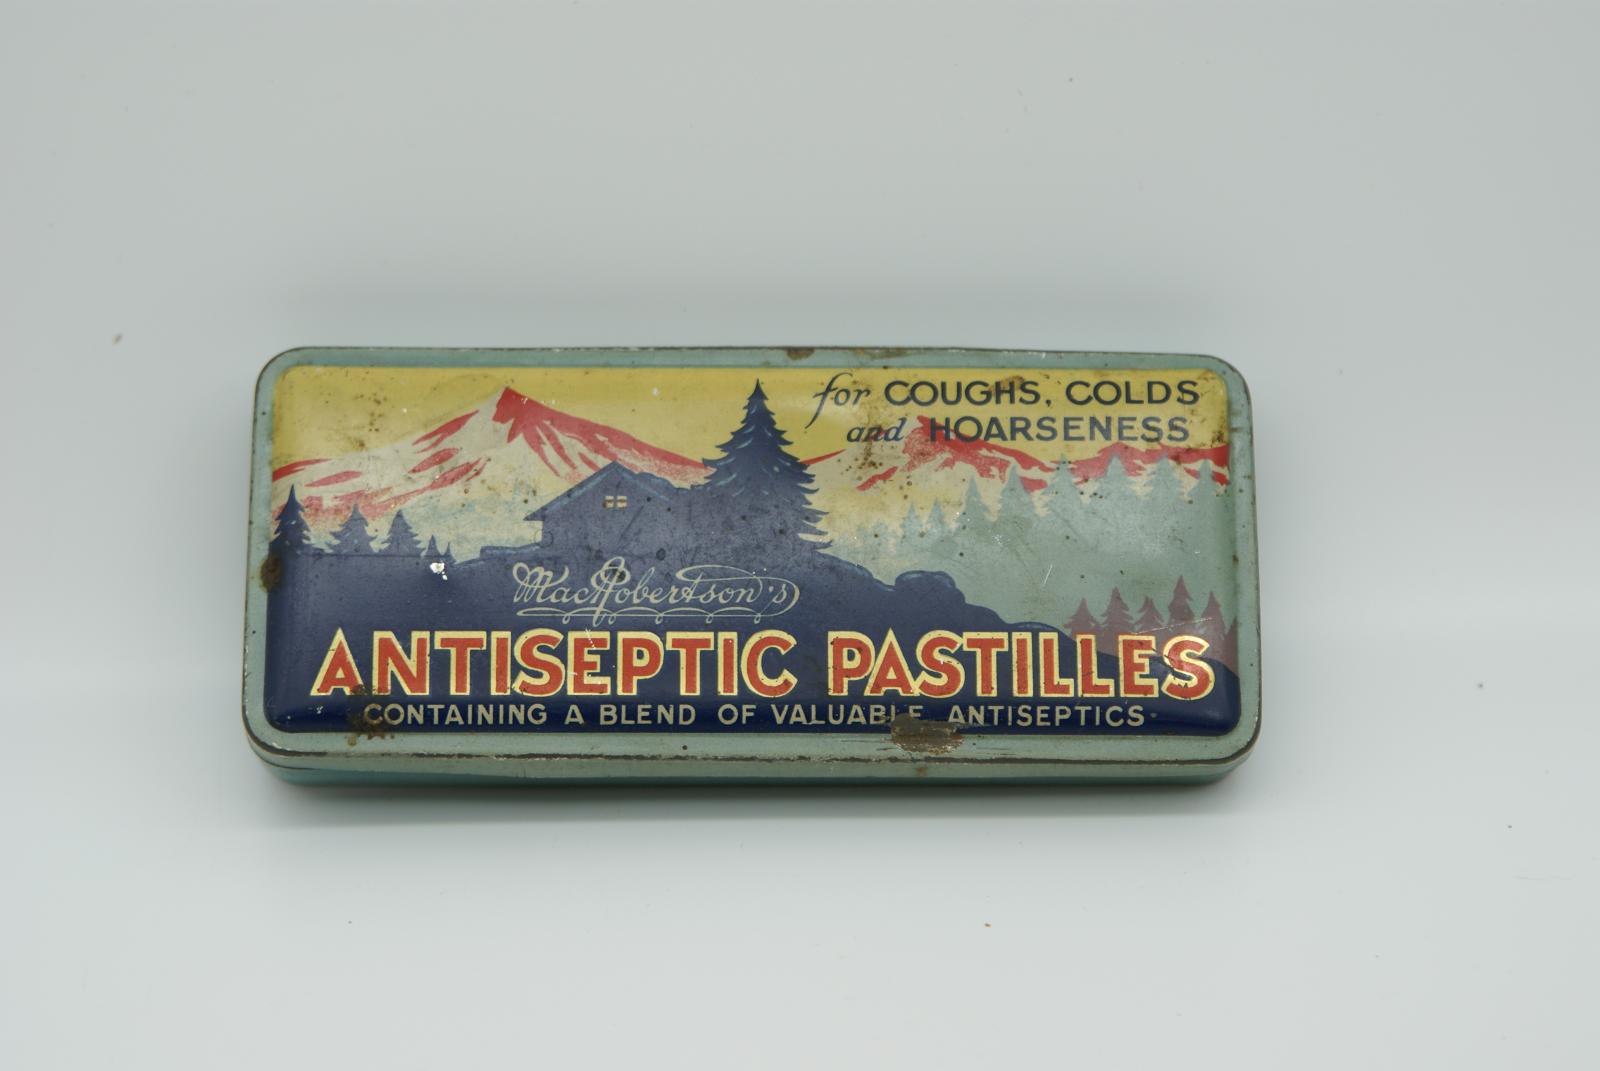 for COUGHS, COLDS
and HOARSENESS
MacRobertson's
ANTISEPTIC PASTILLES
CONTAINING A BLEND OF VALUABLE ANTISEPTICS